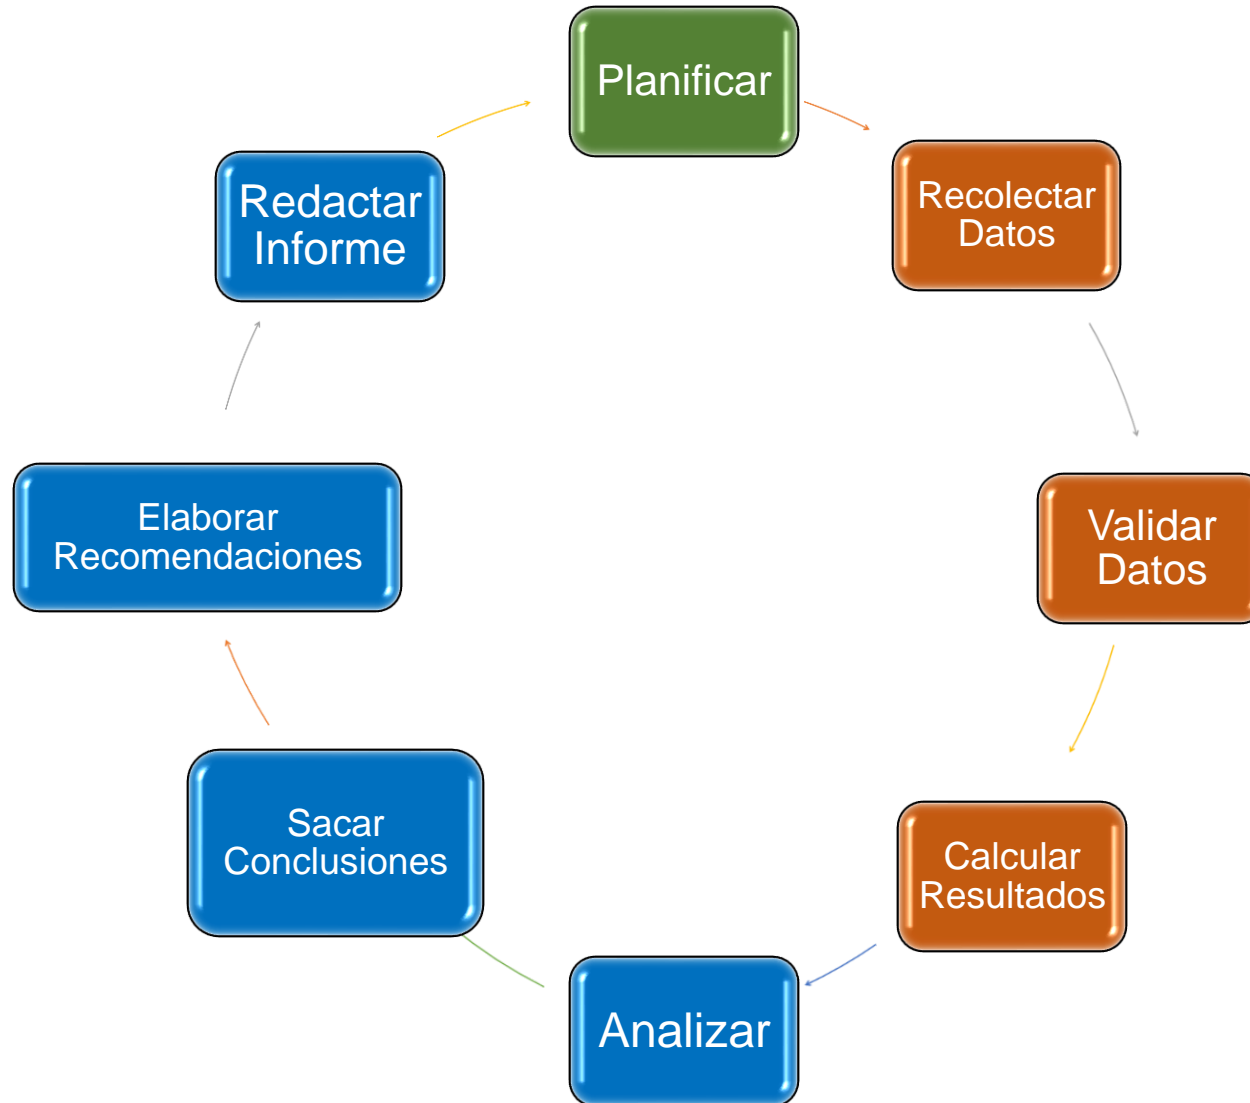 Planificar
Recolectar
Datos
Validar
Datos
Calcular
Resultados
Analizar
Sacar
Conclusiones
Elaborar
Recomendaciones
Redactar
Informe